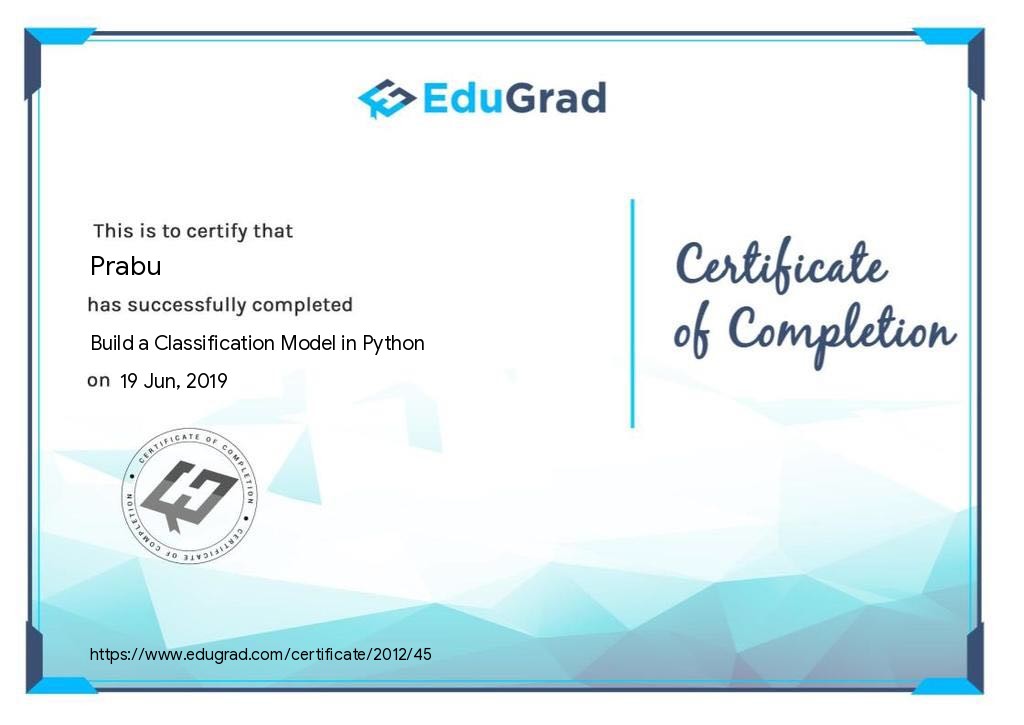 EduGrad
This is to certify that
Prabu
has successfully completed
Build a Classification Model in Python
on 19 Jun, 2019
Certificate
of Completion
CERTIFICATE OF COMPLETION
CERTIFICATE OF COMPLETION
https://www.edugrad.com/certificate/2012/45